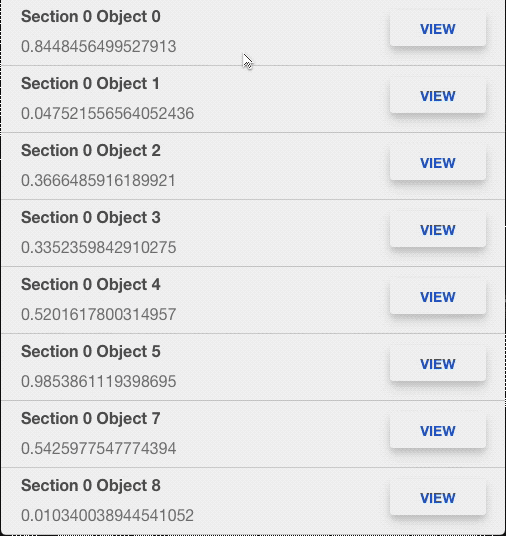 Section 0 Object 0
VIEW
0.8448456499527913
Section 0 Object 1
VIEW
0.047521556564052436
Section 0 Object 2
VIEW
0.3666485916189921
Section 0 Object 3
VIEW
0.3352359842910275
Section 0 Object 4
VIEW
0.5201617800314957
Section 0 Object 5
VIEW
0.9853861119398695
Section 0 Object 7
VIEW
0.5425977547774394
Section 0 Object 8
VIEW
0.010340038944541052